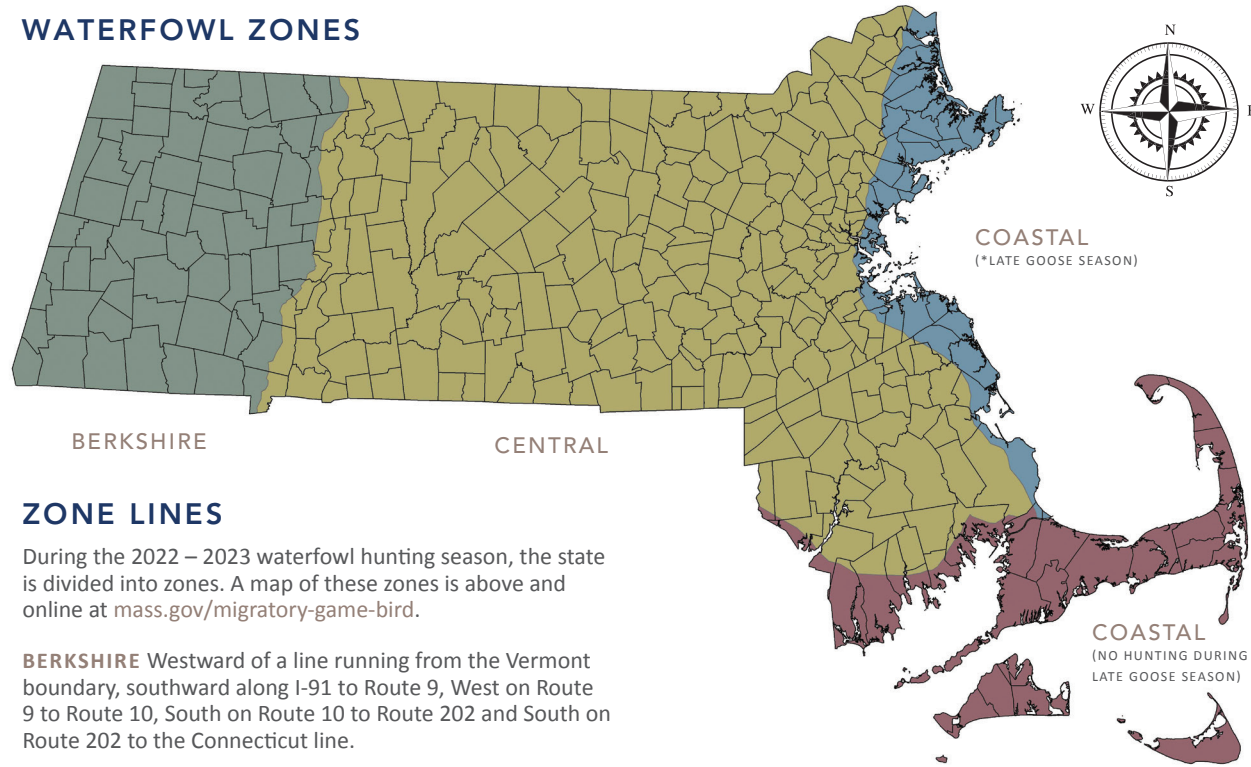 WATERFOWL ZONES
N
W
E
S
COASTAL
(*LATE GOOSE SEASON)
BERKSHIRE
CENTRAL
COASTAL
(NO HUNTING DURING
LATE GOOSE SEASON)
ZONE LINES
During the 2022 – 2023 waterfowl hunting season, the state
is divided into zones. A map of these zones is above and
online at mass.gov/migratory-game-bird.
BERKSHIRE Westward of a line running from the Vermont
boundary, southward along I-91 to Route 9, West on Route
9 to Route 10, South on Route 10 to Route 202 and South on
Route 202 to the Connecticut line.